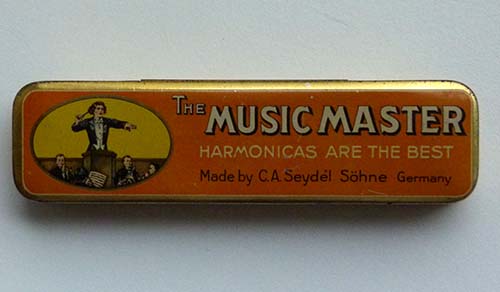 The MUSIC MASTER
HARMONICAS ARE THE BEST
Made by C.A. Seydel Söhne Germany